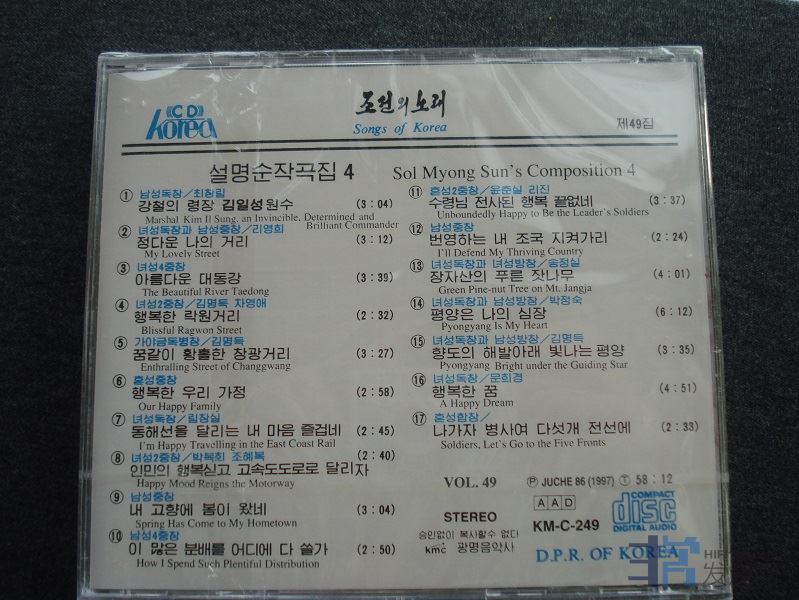 CD
Korea
조선의 노래
Songs of Korea
제49집
설명순작곡집 4
Sol Myong Sun's Composition 4
① 남성독창/최창림
강철의 령장 김일성원수 (3:04)
Marshal Kim Il Sung, an Invincible, Determined and
Brilliant Commander
② 녀성독창과 남성중창/리영희
정다운 나의 거리 (3:12)
My Lovely Street
③ 녀성4중창
아름다운 대동강 (3:39)
The Beautiful River Taedong
④ 녀성2중창/김명득 차영애
행복한 락원거리 (2:32)
Blissful Ragwon Street
⑤ 가야금독병창/김명득
꿈같이 황홀한 창광거리 (3:27)
Enthralling Street of Changgwang
⑥ 혼성중창
행복한 우리 가정 (2:58)
Our Happy Family
⑦ 녀성독창/림창실
동해선을 달리는 내 마음 즐겁네 (2:45)
I'm Happy Travelling in the East Coast Rail
⑧ 녀성2중창/박복희 조혜복 (2:40)
인민의 행복싣고 고속도도로로 달리자
Happy Mood Reigns the Motorway
⑨ 남성중창
내 고향에 봄이 왔네 (3:04)
Spring Has Come to My Hometown
⑩ 남성4중창
이 많은 분배를 어디에 다 쓸가 (2:50)
How I Spend Such Plentiful Distribution
⑪ 혼성2중창/윤준실 리진
수령님 전사된 행복 끝없네 (3:37)
Unboundedly Happy to Be the Leader's Soldiers
⑫ 남성중창
번영하는 내 조국 지켜가리 (2:24)
I'll Defend My Thriving Country
⑬ 녀성독창과 녀성방창/송정실
장자산의 푸른 잣나무 (4:01)
Green Pine-nut Tree on Mt. Jangja
⑭ 녀성독창과 남성방창/박정숙
평양은 나의 심장 (6:12)
Pyongyang Is My Heart
⑮ 녀성독창과 남성방창/김명득
향도의 해발아래 빛나는 평양 (3:35)
Pyongyang Bright under the Guiding Star
⑯ 녀성독창/문희경
행복한 꿈 (4:51)
A Happy Dream
⑰ 혼성합창/
나가자 병사여 다섯개 전선에 (2:33)
Soldiers, Let's Go to the Five Fronts
VOL. 49
Ⓟ JUCHE 86 (1997) Ⓣ 58:12
AAD
STEREO
KM-C-249
COMPACT
disc
DIGITAL AUDIO
승인없이 복사할수 없다
kmc 광명음악사
D.P.R. OF KOREA